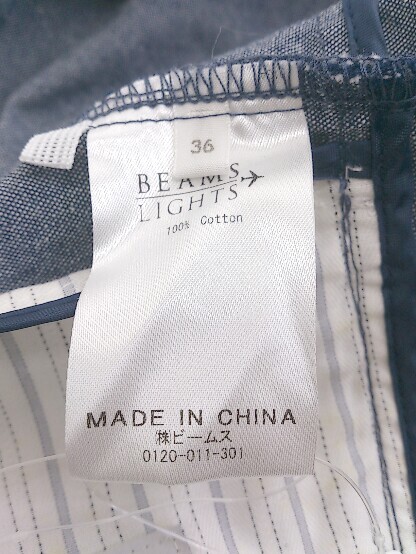 36
BEAMS
LIGHTS
100% Cotton
MADE IN CHINA
㈱ビームス
0120-011-301